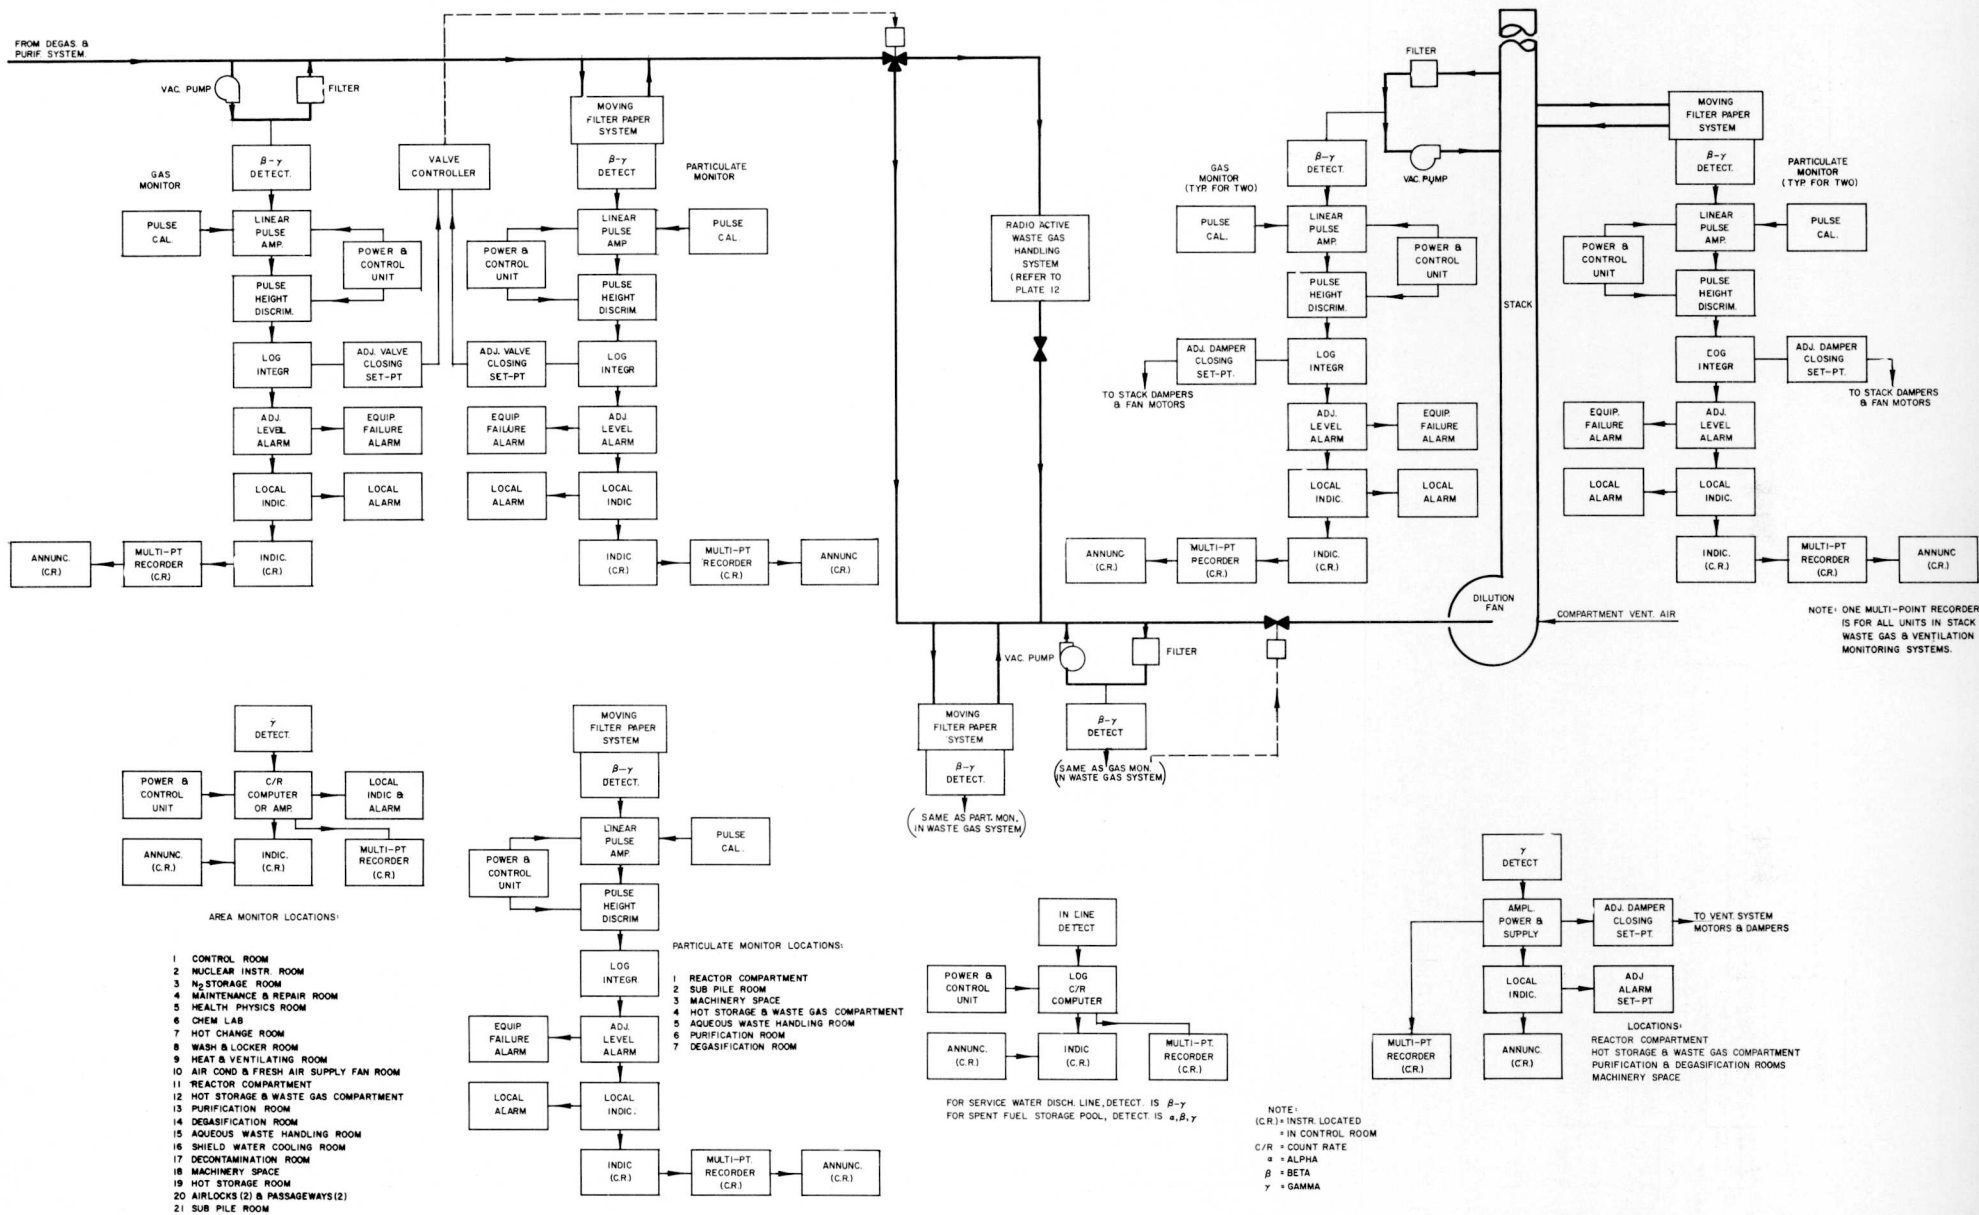 FROM DEGAS. &
PURIF. SYSTEM.
VAC. PUMP
FILTER
β-γ
DETECT.
GAS
MONITOR
PULSE
CAL.
LINEAR
PULSE
AMP.
POWER &
CONTROL
UNIT
PULSE
HEIGHT
DISCRIM.
LOG
INTEGR
ADJ. VALVE
CLOSING
SET-PT
ADJ.
LEVEL
ALARM
EQUIP.
FAILURE
ALARM
LOCAL
INDIC.
LOCAL
ALARM
INDIC.
(C.R.)
MULTI-PT
RECORDER
(C.R.)
ANNUNC.
(C.R.)
VALVE
CONTROLLER
MOVING
FILTER PAPER
SYSTEM
β-γ
DETECT
PARTICULATE
MONITOR
LINEAR
PULSE
AMP
PULSE
CAL.
POWER &
CONTROL
UNIT
PULSE
HEIGHT
DISCRIM.
ADJ. VALVE
CLOSING
SET-PT
LOG
INTEGR
EQUIP.
FAILURE
ALARM
ADJ.
LEVEL
ALARM
LOCAL
ALARM
LOCAL
INDIC
INDIC
(C.R.)
MULTI-PT
RECORDER
(C.R.)
ANNUNC
(C.R.)
RADIO ACTIVE
WASTE GAS
HANDLING
SYSTEM
(REFER TO
PLATE 12
FILTER
VAC. PUMP
β-γ
DETECT.
GAS
MONITOR
(TYP. FOR TWO)
PULSE
CAL.
LINEAR
PULSE
AMP.
POWER &
CONTROL
UNIT
PULSE
HEIGHT
DISCRIM.
ADJ. DAMPER
CLOSING
SET-PT.
TO STACK DAMPERS
& FAN MOTORS
LOG
INTEGR
ADJ.
LEVEL
ALARM
EQUIP.
FAILURE
ALARM
LOCAL
INDIC.
LOCAL
ALARM
INDIC.
(C.R.)
MULTI-PT
RECORDER
(C.R.)
ANNUNC
(C.R.)
STACK
MOVING
FILTER PAPER
SYSTEM
β-γ
DETECT.
PARTICULATE
MONITOR
(TYP. FOR TWO)
LINEAR
PULSE
AMP.
PULSE
CAL.
POWER &
CONTROL
UNIT
PULSE
HEIGHT
DISCRIM.
LOG
INTEGR
ADJ. DAMPER
CLOSING
SET-PT.
TO STACK DAMPERS
& FAN MOTORS
EQUIP.
FAILURE
ALARM
ADJ.
LEVEL
ALARM
LOCAL
ALARM
LOCAL
INDIC.
INDIC.
(C.R.)
MULTI-PT
RECORDER
(C.R.)
ANNUNC
(C.R.)
DILUTION
FAN
COMPARTMENT VENT. AIR
NOTE: ONE MULTI-POINT RECORDER
IS FOR ALL UNITS IN STACK
WASTE GAS & VENTILATION
MONITORING SYSTEMS.
VAC. PUMP
FILTER
MOVING
FILTER PAPER
SYSTEM
β-γ
DETECT.
(SAME AS PART. MON.
IN WASTE GAS SYSTEM)
β-γ
DETECT
(SAME AS GAS MON.
IN WASTE GAS SYSTEM)
γ
DETECT.
POWER &
CONTROL
UNIT
C/R
COMPUTER
OR AMP.
LOCAL
INDIC &
ALARM
ANNUNC.
(C.R.)
INDIC.
(C.R.)
MULTI-PT
RECORDER
(C.R.)
AREA MONITOR LOCATIONS:
1 CONTROL ROOM
2 NUCLEAR INSTR. ROOM
3 N2 STORAGE ROOM
4 MAINTENANCE & REPAIR ROOM
5 HEALTH PHYSICS ROOM
6 CHEM LAB
7 HOT CHANGE ROOM
8 WASH & LOCKER ROOM
9 HEAT & VENTILATING ROOM
10 AIR COND & FRESH AIR SUPPLY FAN ROOM
11 REACTOR COMPARTMENT
12 HOT STORAGE & WASTE GAS COMPARTMENT
13 PURIFICATION ROOM
14 DEGASIFICATION ROOM
15 AQUEOUS WASTE HANDLING ROOM
16 SHIELD WATER COOLING ROOM
17 DECONTAMINATION ROOM
18 MACHINERY SPACE
19 HOT STORAGE ROOM
20 AIRLOCKS (2) & PASSAGEWAYS (2)
21 SUB PILE ROOM
MOVING
FILTER PAPER
SYSTEM
β-γ
DETECT.
LINEAR
PULSE
AMP.
PULSE
CAL.
POWER &
CONTROL
UNIT
PULSE
HEIGHT
DISCRIM
LOG
INTEGR.
EQUIP
FAILURE
ALARM
ADJ.
LEVEL
ALARM
LOCAL
ALARM
LOCAL
INDIC.
INDIC
(C.R.)
MULTI-PT.
RECORDER
(C.R.)
ANNUNC.
(C.R.)
PARTICULATE MONITOR LOCATIONS:
1 REACTOR COMPARTMENT
2 SUB PILE ROOM
3 MACHINERY SPACE
4 HOT STORAGE & WASTE GAS COMPARTMENT
5 AQUEOUS WASTE HANDLING ROOM
6 PURIFICATION ROOM
7 DEGASIFICATION ROOM
IN LINE
DETECT
POWER &
CONTROL
UNIT
LOG
C/R
COMPUTER
ANNUNC.
(C.R.)
INDIC
(C.R.)
MULTI-PT.
RECORDER
(C.R.)
FOR SERVICE WATER DISCH. LINE, DETECT. IS β-γ
FOR SPENT FUEL STORAGE POOL, DETECT. IS α,β,γ
NOTE:
(C.R.) = INSTR. LOCATED
= IN CONTROL ROOM
C/R = COUNT RATE
α = ALPHA
β = BETA
γ = GAMMA
γ
DETECT
AMPL.
POWER &
SUPPLY
ADJ. DAMPER
CLOSING
SET-PT.
TO VENT. SYSTEM
MOTORS & DAMPERS
LOCAL
INDIC.
ADJ
ALARM
SET-PT
MULTI-PT
RECORDER
(C.R.)
ANNUNC.
(C.R.)
LOCATIONS:
REACTOR COMPARTMENT
HOT STORAGE & WASTE GAS COMPARTMENT
PURIFICATION & DEGASIFICATION ROOMS
MACHINERY SPACE